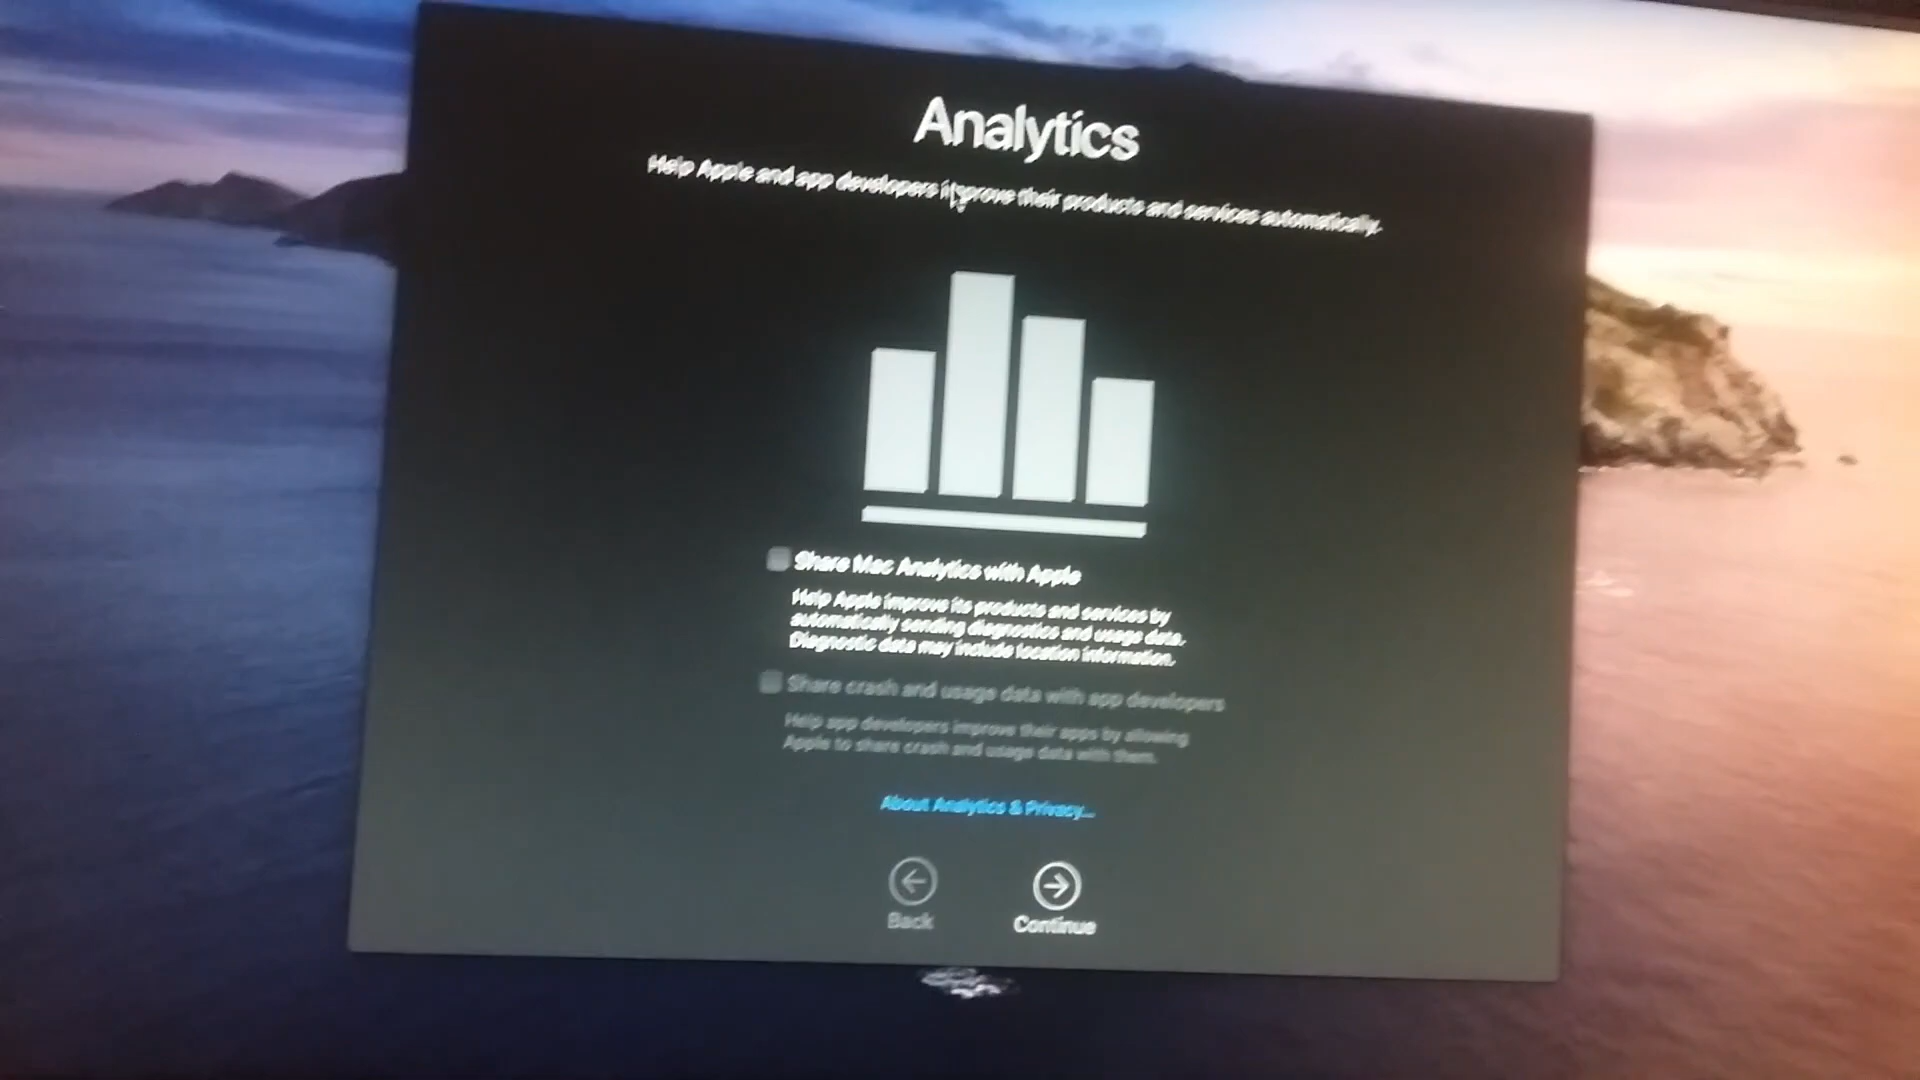 Analytics
Help Apple and app developers improve their products and services automatically.
Share Mac Analytics with Apple
Help Apple improve its products and services by
automatically sending diagnostics and usage data.
Diagnostic data may include location information.
Share crash and usage data with app developers
Help app developers improve their apps by allowing
Apple to share crash and usage data with them.
About Analytics & Privacy...
Back
Continue